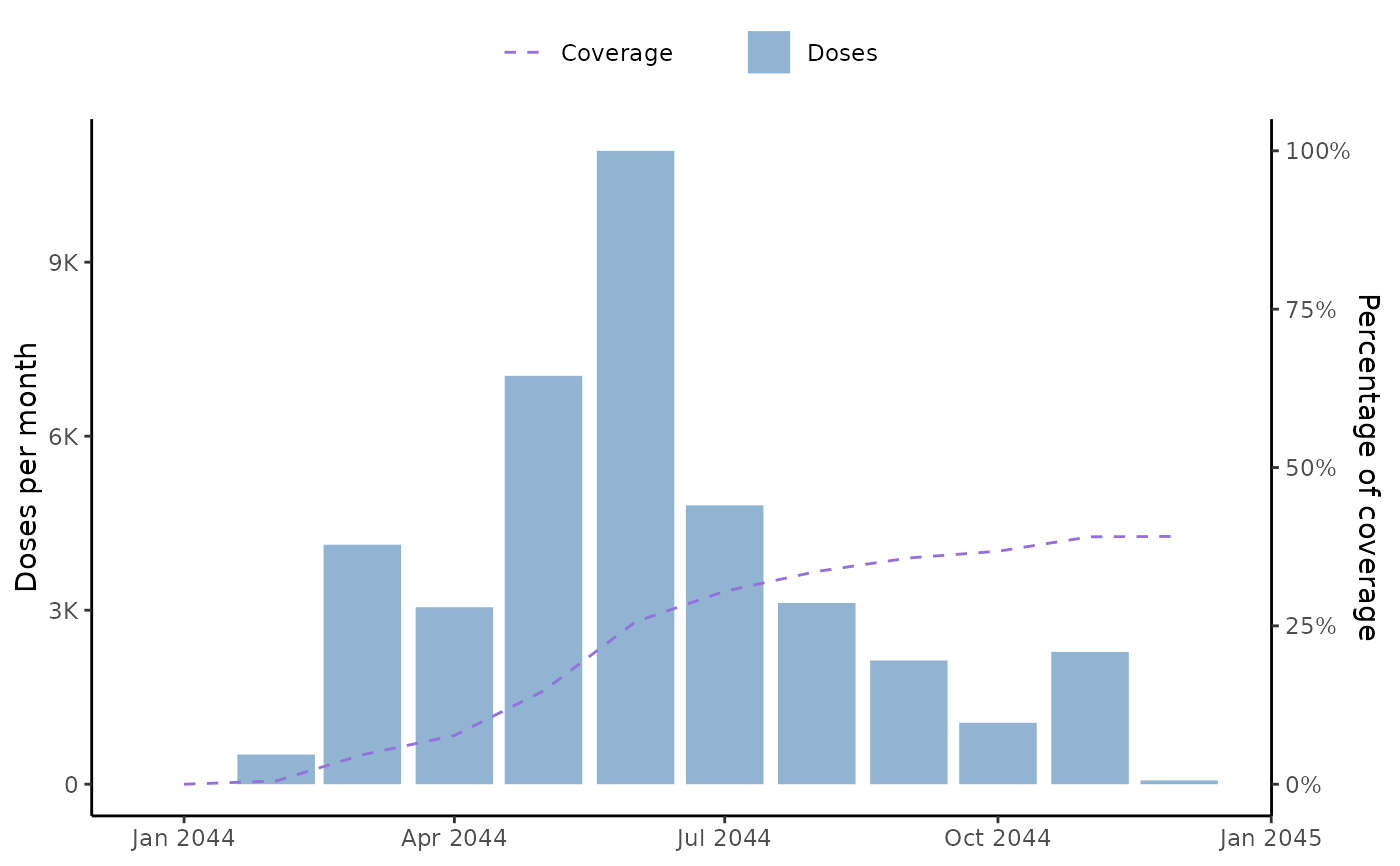 Coverage
Doses
Doses per month
9K
6K
3K
0
100%
75%
50%
25%
0%
Percentage of coverage
Jan 2044
Apr 2044
Jul 2044
Oct 2044
Jan 2045